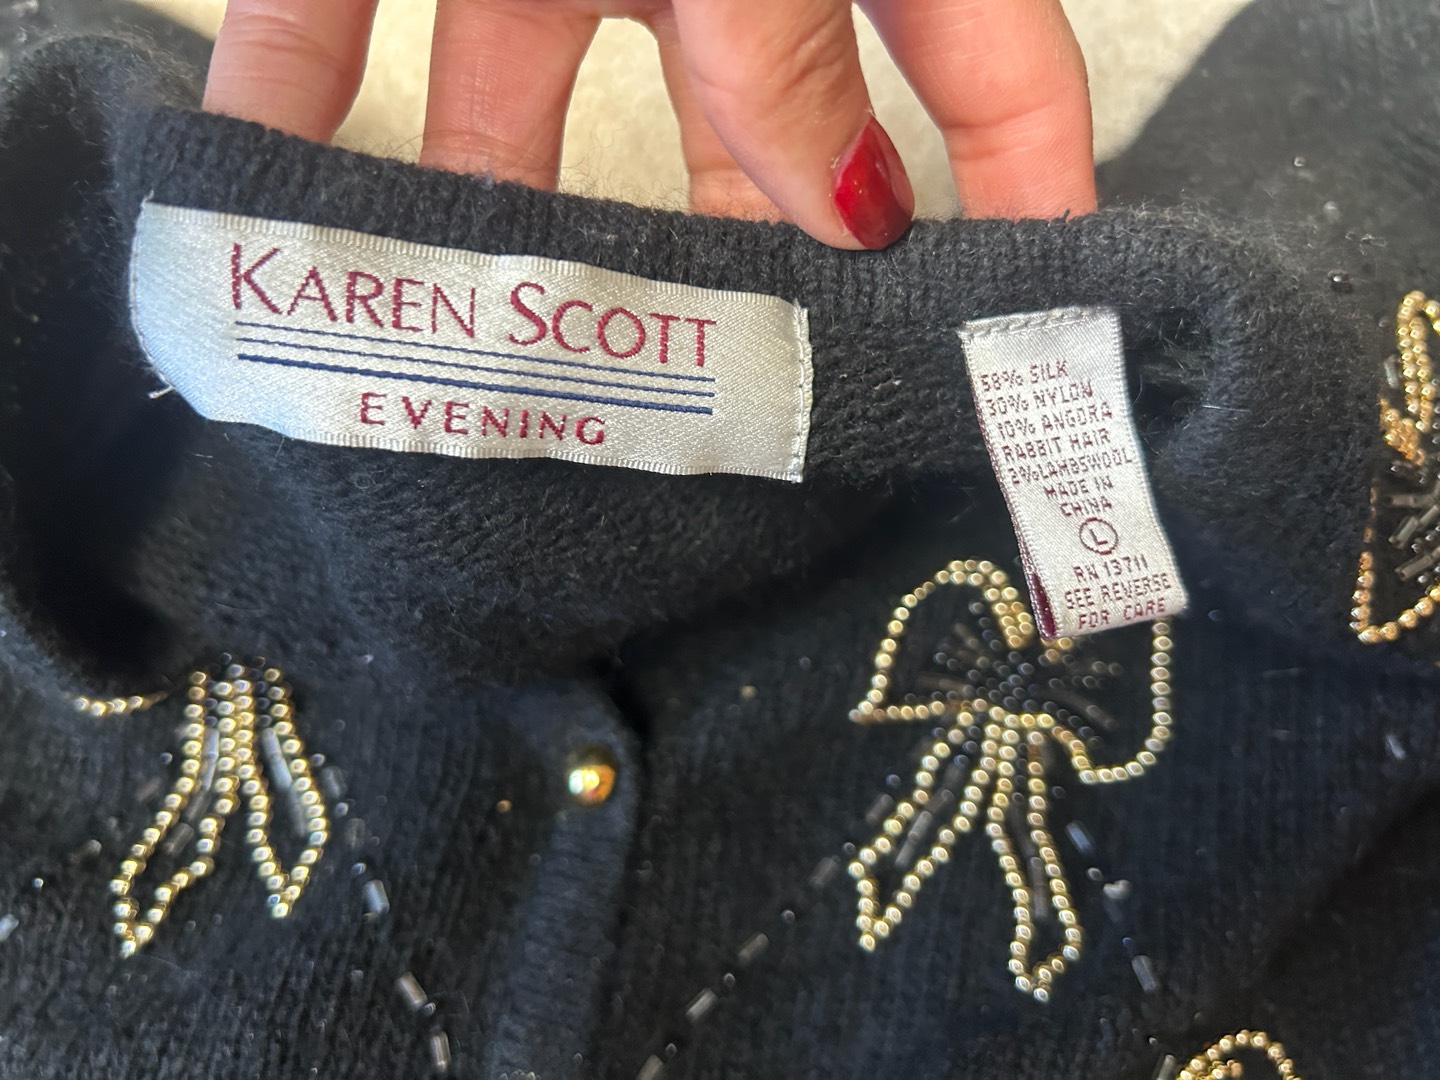 KAREN SCOTT
EVENING
58% SILK
30% NYLON
10% ANGORA
RABBIT HAIR
2% LAMBSWOOL
MADE IN
CHINA
L
RN 13711
SEE REVERSE
FOR CARE